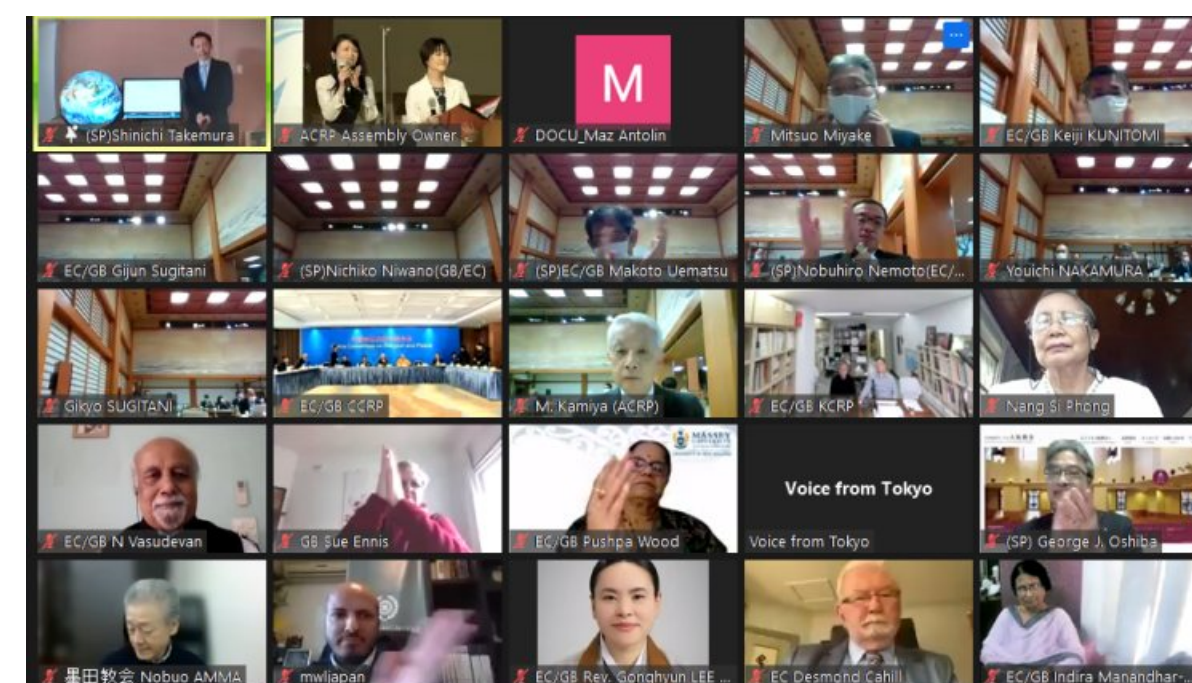 (SP)Shinichi Takemura
ACRP Assembly Owner ...
M
DOCU_Maz Antolin
Mitsuo Miyake
EC/GB Keiji KUNITOMI
EC/GB Gijun Sugitani
(SP)Nichiko Niwano(GB/EC)
(SP)EC/GB Makoto Uematsu
(SP)Nobuhiro Nemoto(EC/...
Youichi NAKAMURA
Gikyo SUGITANI
EC/GB CCRP
M. Kamiya (ACRP)
EC/GB KCRP
Nang Si Phong
EC/GB N Vasudevan
GB Sue Ennis
MASSEY
UNIVERSITY
EC/GB Pushpa Wood
Voice from Tokyo
Voice from Tokyo
(SP) George J. Oshiba
墨田教会 Nobuo AMMA
mwljapan
EC/GB Rev. Gonghyun LEE ...
EC Desmond Cahill
EC/GB Indira Manandhar-...